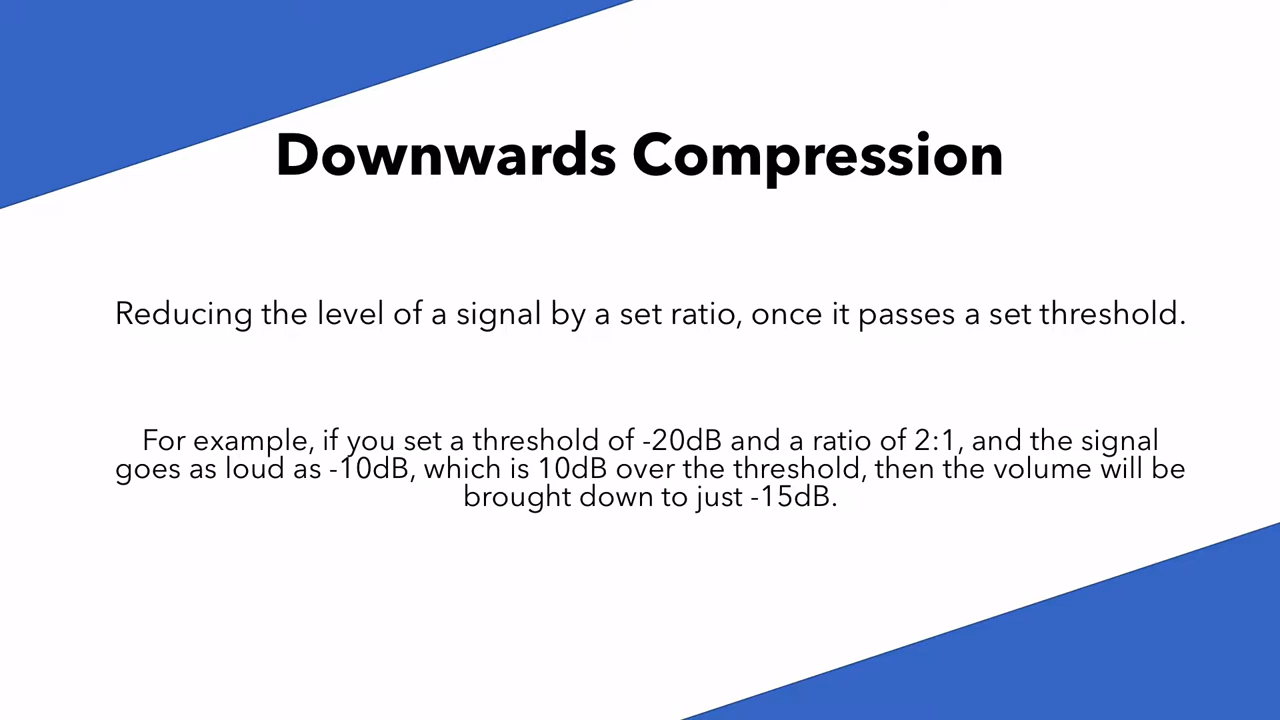 Downwards Compression
Reducing the level of a signal by a set ratio, once it passes a set threshold.
For example, if you set a threshold of -20dB and a ratio of 2:1, and the signal
goes as loud as -10dB, which is 10dB over the threshold, then the volume will be
brought down to just -15dB.